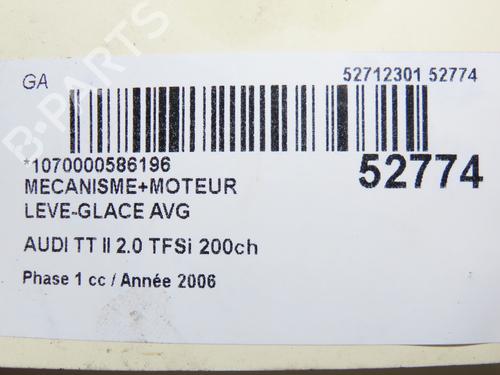 GA
52712301 52774
*1070000586196
52774
MECANISME+MOTEUR
LEVE-GLACE AVG
AUDI TT II 2.0 TFSi 200ch
Phase 1 cc / Année 2006
B-PARTS